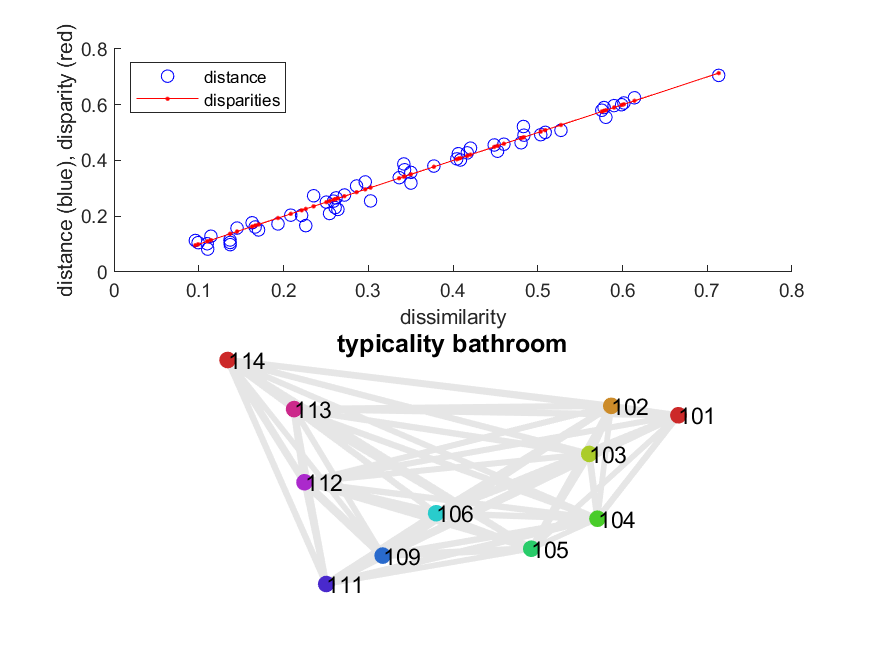 distance (blue), disparity (red)
0.8
0.6
0.4
0.2
0
distance
disparities
0 0.1 0.2 0.3 0.4 0.5 0.6 0.7 0.8
dissimilarity
typicality bathroom
114
113
102
101
103
112
106
104
105
109
111